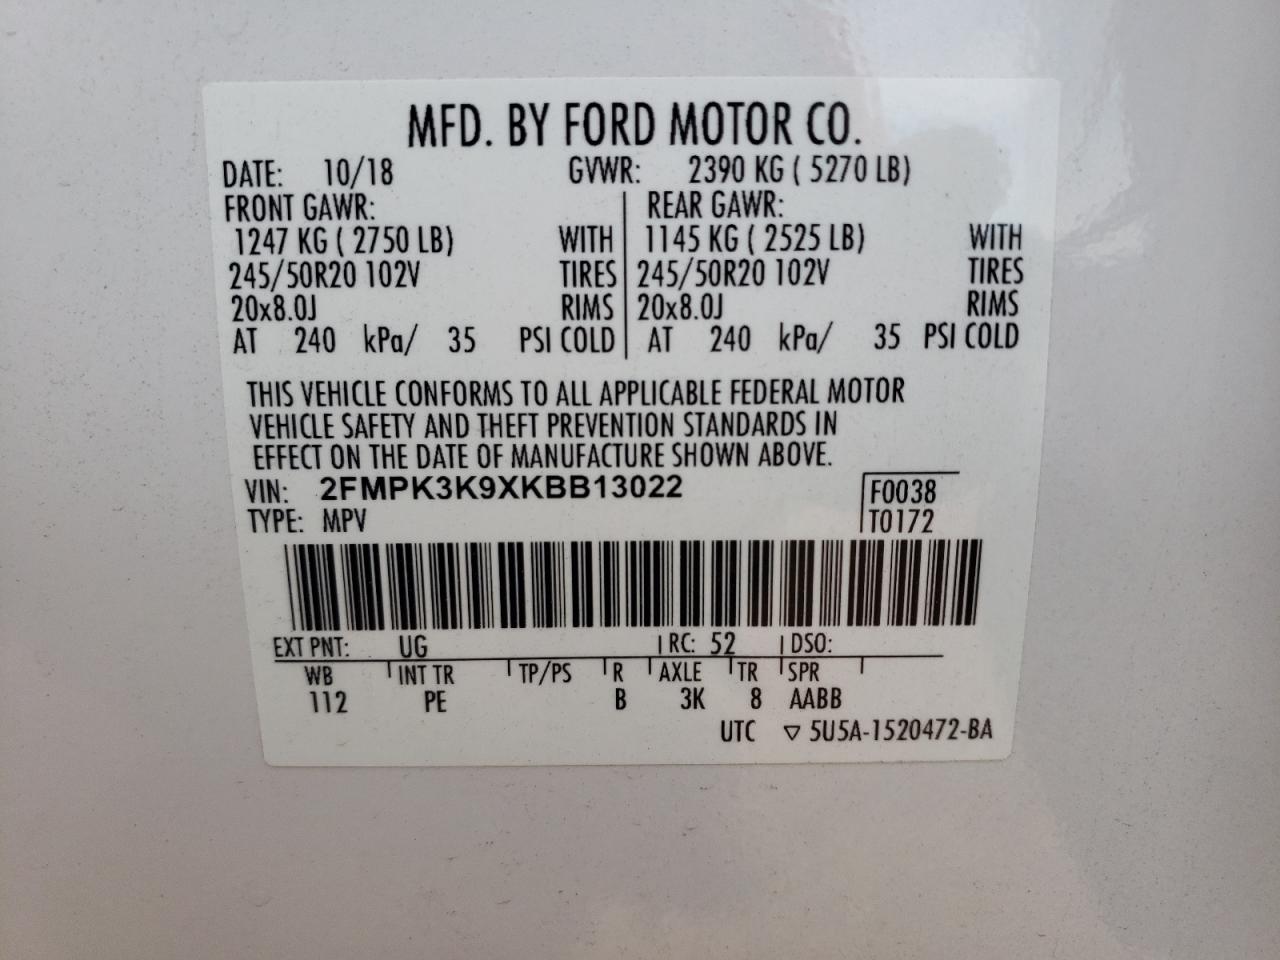 MFD. BY FORD MOTOR CO.
DATE: 10/18 GVWR: 2390 KG ( 5270 LB)
FRONT GAWR: REAR GAWR:
1247 KG ( 2750 LB) WITH 1145 KG ( 2525 LB) WITH
245/50R20 102V TIRES 245/50R20 102V TIRES
20x8.0J RIMS 20x8.0J RIMS
AT 240 kPa/ 35 PSI COLD AT 240 kPa/ 35 PSI COLD
THIS VEHICLE CONFORMS TO ALL APPLICABLE FEDERAL MOTOR
VEHICLE SAFETY AND THEFT PREVENTION STANDARDS IN
EFFECT ON THE DATE OF MANUFACTURE SHOWN ABOVE.
VIN: 2FMPK3K9XKBB13022 F0038
TYPE: MPV T0172
EXT PNT: UG RC: 52 DSO:
WB INT TR TP/PS R AXLE TR SPR
112 PE B 3K 8 AABB
UTC ▽ 5U5A-1520472-BA